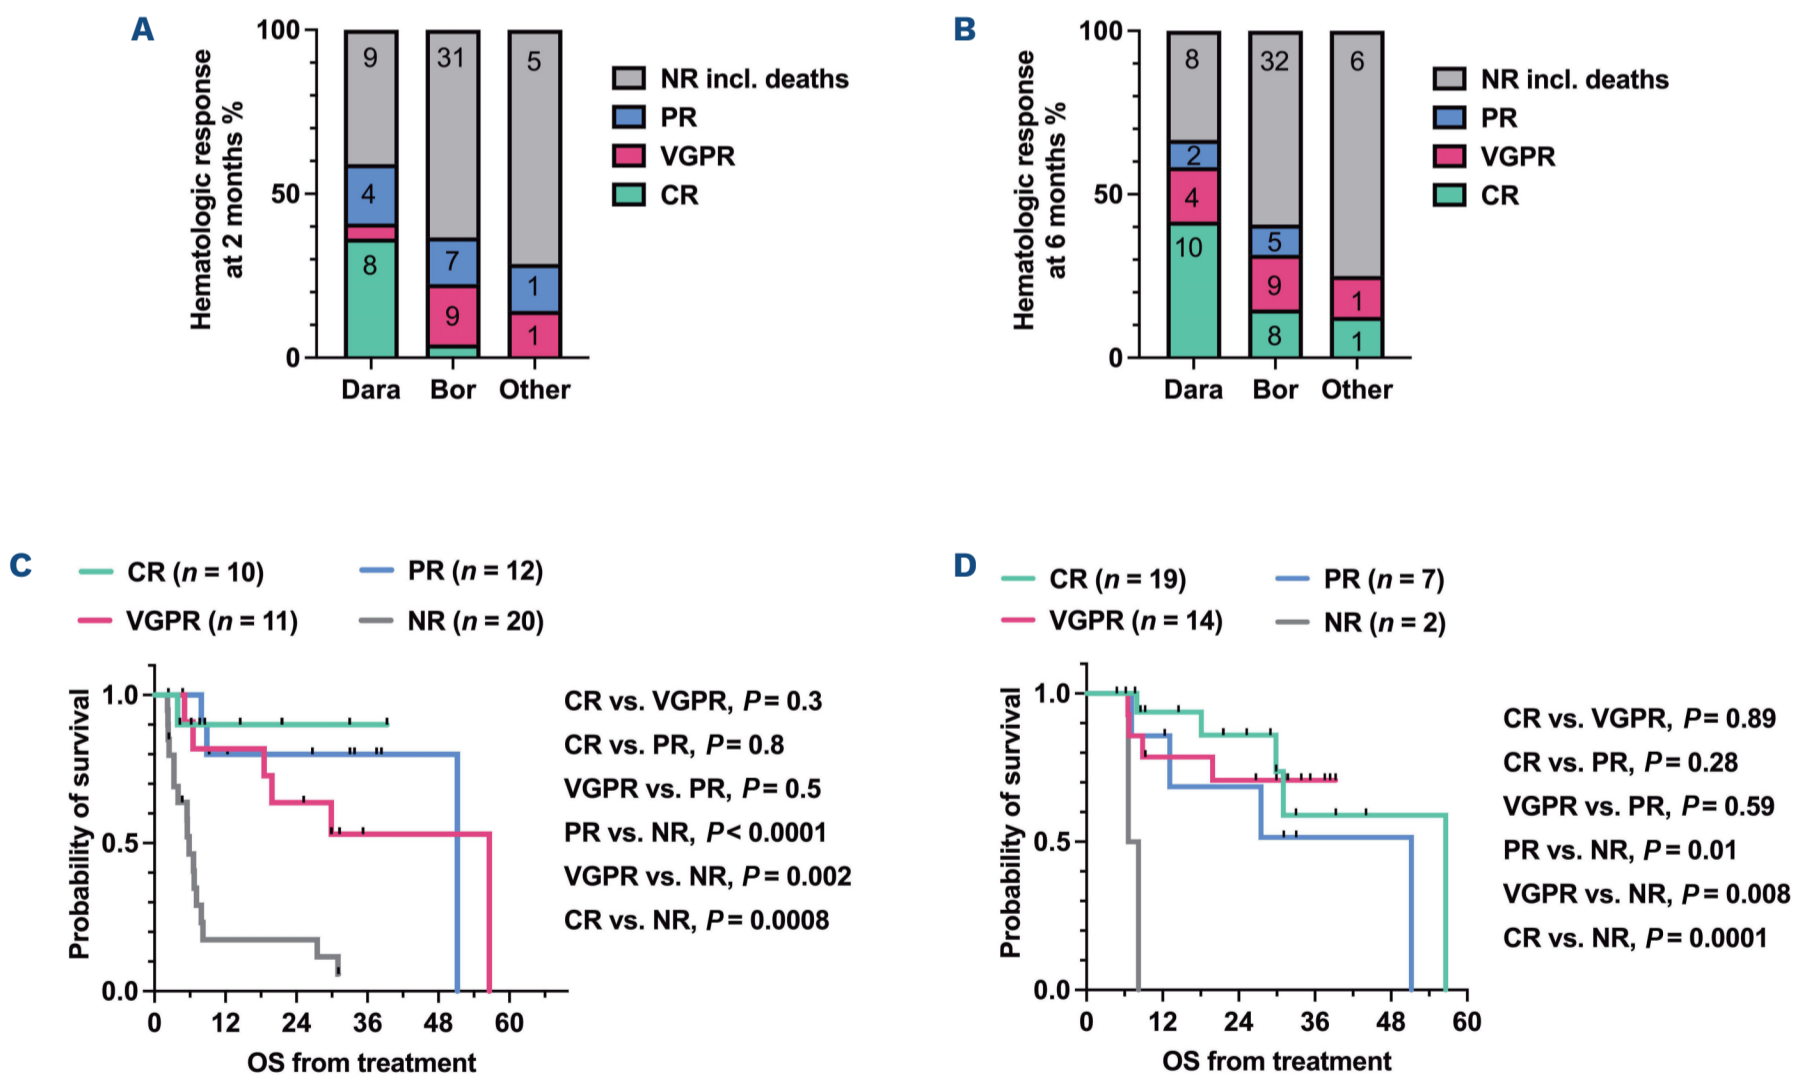 A
Hematologic response
at 2 months %
100
50
0
9
4
8
31
7
9
5
1
1
Dara
Bor
Other
NR incl. deaths
PR
VGPR
CR
B
Hematologic response
at 6 months %
100
50
0
8
2
4
10
32
5
9
8
6
1
1
Dara
Bor
Other
NR incl. deaths
PR
VGPR
CR
C
CR (n = 10)
PR (n = 12)
VGPR (n = 11)
NR (n = 20)
Probability of survival
1.0
0.5
0.0
0 12 24 36 48 60
OS from treatment
CR vs. VGPR, P = 0.3
CR vs. PR, P = 0.8
VGPR vs. PR, P = 0.5
PR vs. NR, P < 0.0001
VGPR vs. NR, P = 0.002
CR vs. NR, P = 0.0008
D
CR (n = 19)
PR (n = 7)
VGPR (n = 14)
NR (n = 2)
Probability of survival
1.0
0.5
0.0
0 12 24 36 48 60
OS from treatment
CR vs. VGPR, P = 0.89
CR vs. PR, P = 0.28
VGPR vs. PR, P = 0.59
PR vs. NR, P = 0.01
VGPR vs. NR, P = 0.008
CR vs. NR, P = 0.0001